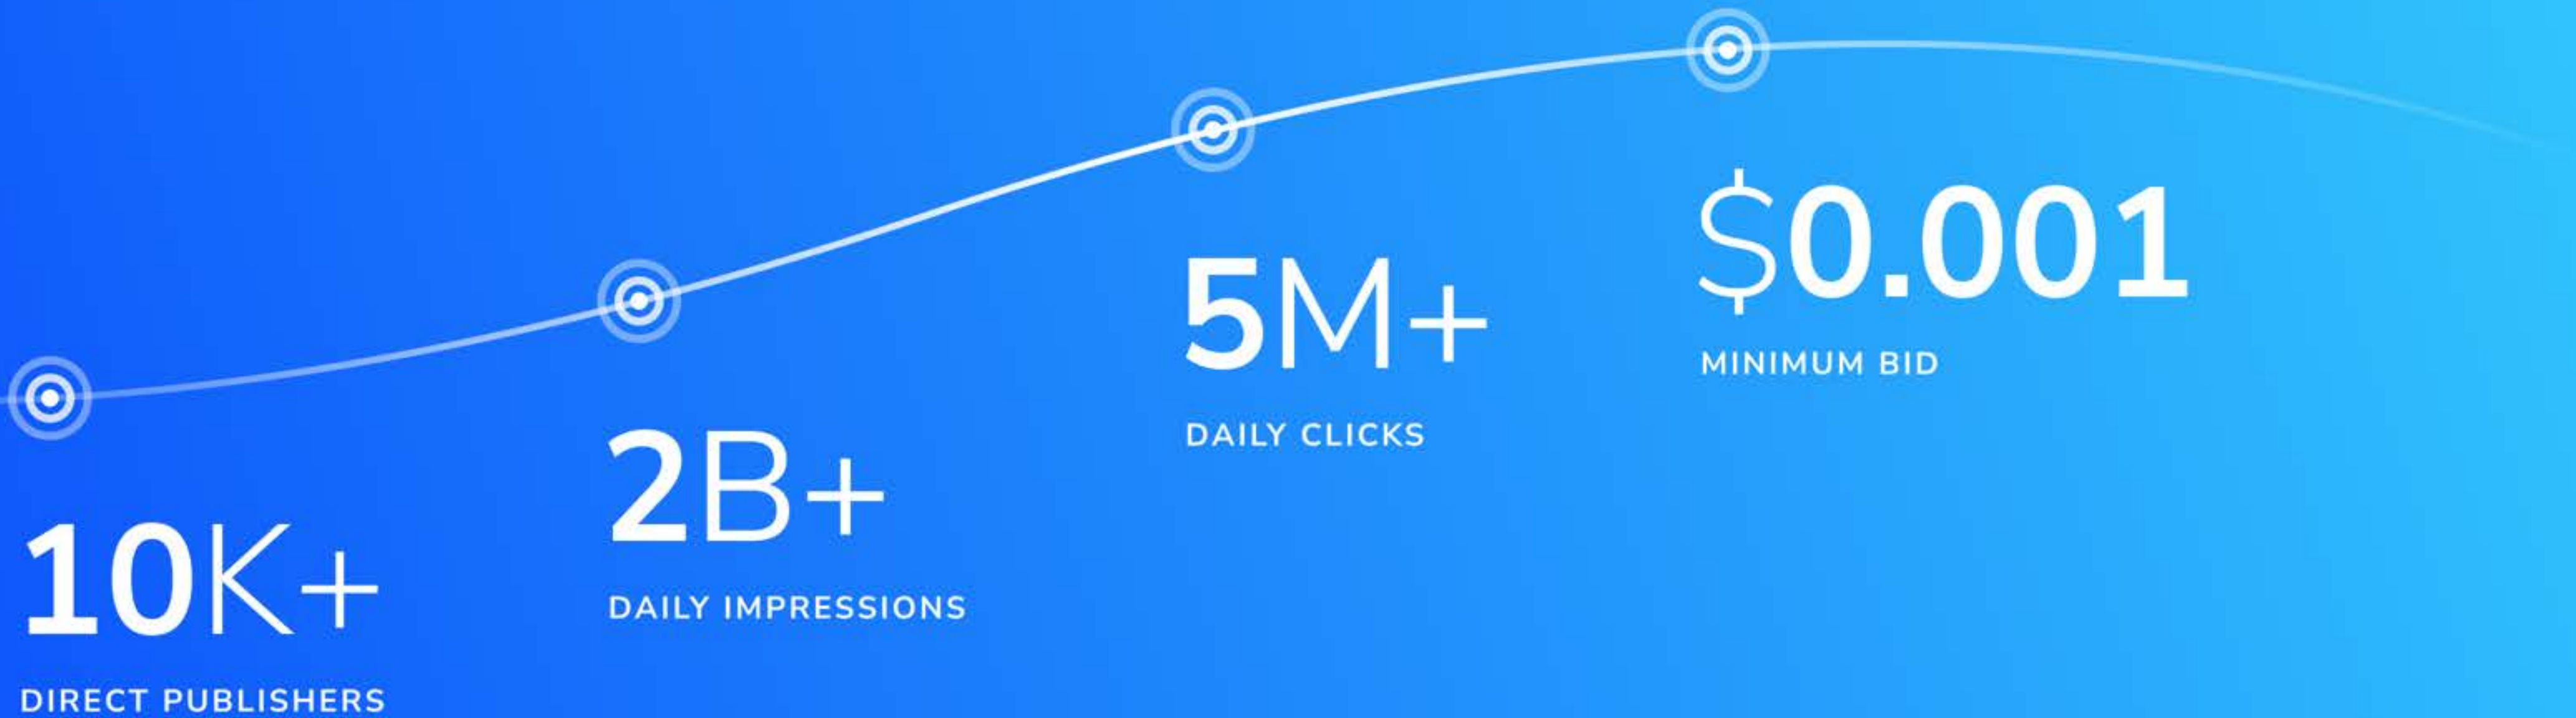 10K+
DIRECT PUBLISHERS
2B+
DAILY IMPRESSIONS
5M+
DAILY CLICKS
$0.001
MINIMUM BID